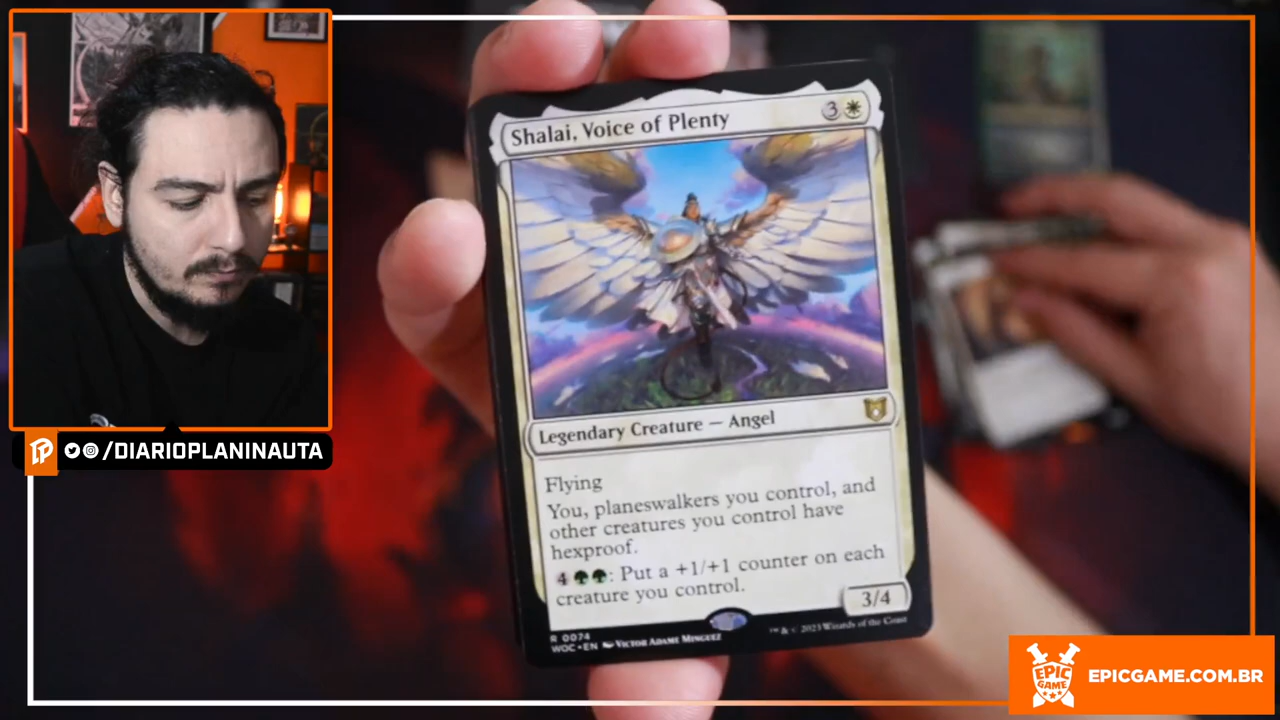 Shalai, Voice of Plenty 3
Legendary Creature — Angel
Flying
You, planeswalkers you control, and
other creatures you control have
hexproof.
4: Put a +1/+1 counter on each
creature you control.
3/4
R 0074
WOC•EN VICTOR ADAME MINGUEZ
™ & © 2023 Wizards of the Coast
/DIARIOPLANINAUTA
EPIC
GAME
EPICGAME.COM.BR